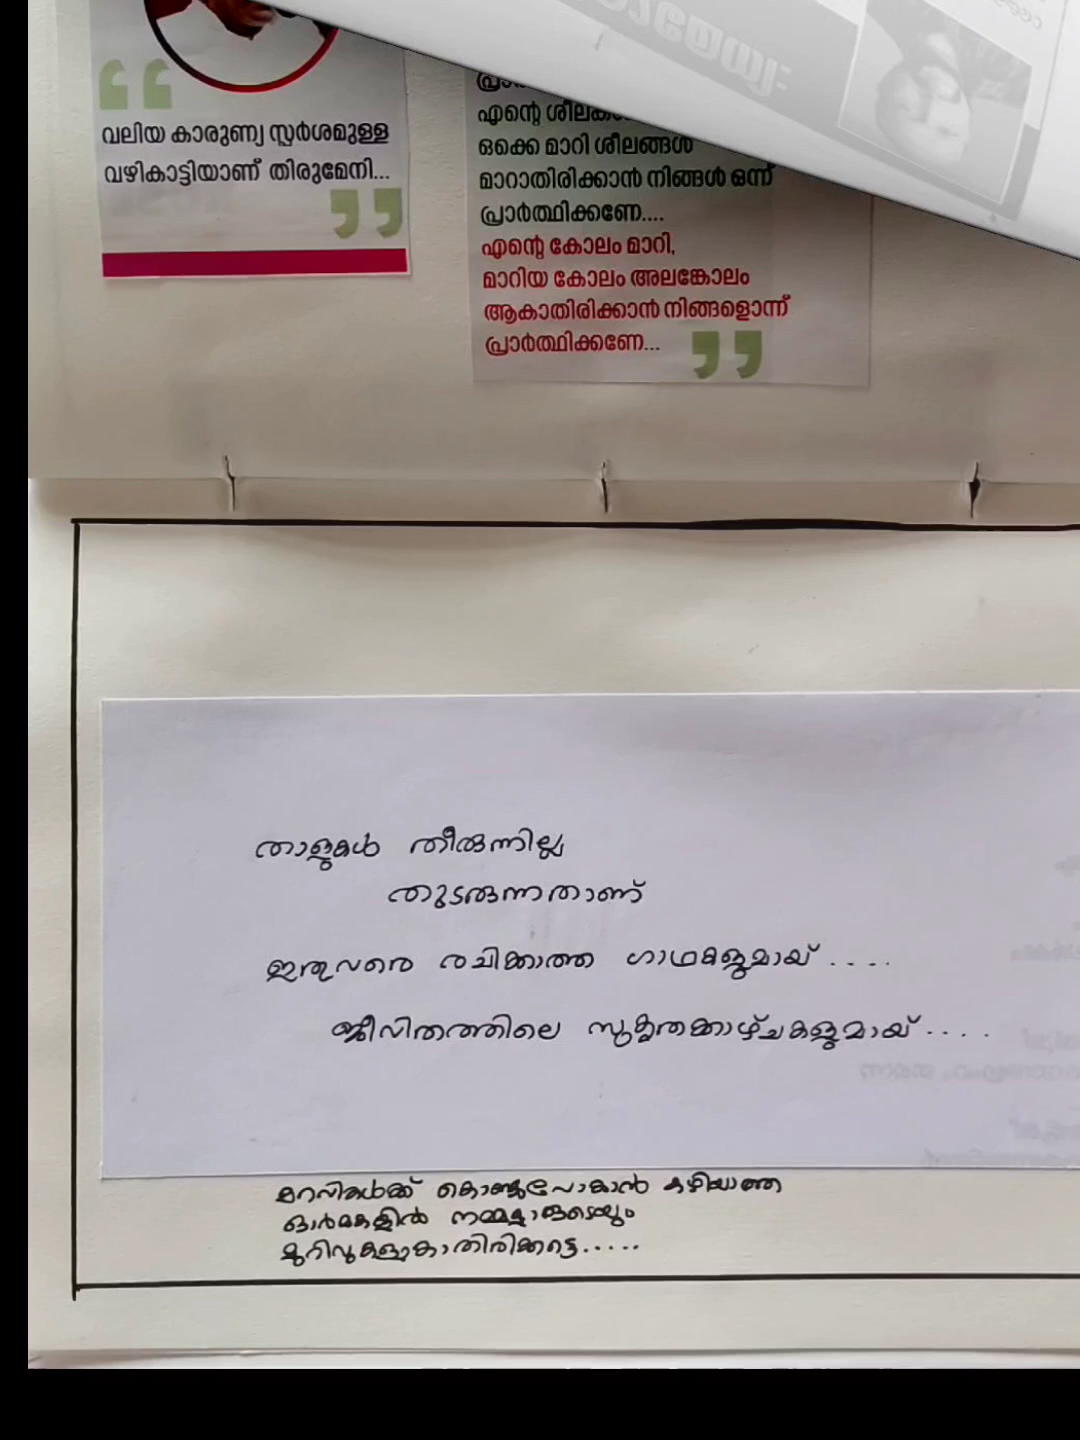 വലിയ കാരുണ്യ സ്പർശമുള്ള
വഴികാട്ടിയാണ് തിരുമേനി...
എന്റെ
ഒക്കെ മാറി ശീലങ്ങൾ
മാറാതിരിക്കാൻ നിങ്ങൾ ഒന്ന്
പ്രാർത്ഥിക്കണേ....
എന്റെ കോലം മാറി,
മാറിയ കോലം അലങ്കോലം
ആകാതിരിക്കാൻ നിങ്ങളൊന്ന്
പ്രാർത്ഥിക്കണേ...
താളുകൾ തീരുന്നില്ല
തുടരുന്നതാണ്
ഇതുവരെ രചിക്കാത്ത ഗാഥകളുമായ് ....
ജീവിതത്തിലെ സുകൃതക്കാഴ്ചകളുമായ് ....
മറവികൾക്ക് കൊണ്ടുപോകാൻ കഴിയാത്ത
ഓർമകളിൽ നമ്മളാരുടെയും
മുറിവുകളാകാതിരിക്കട്ടെ.....